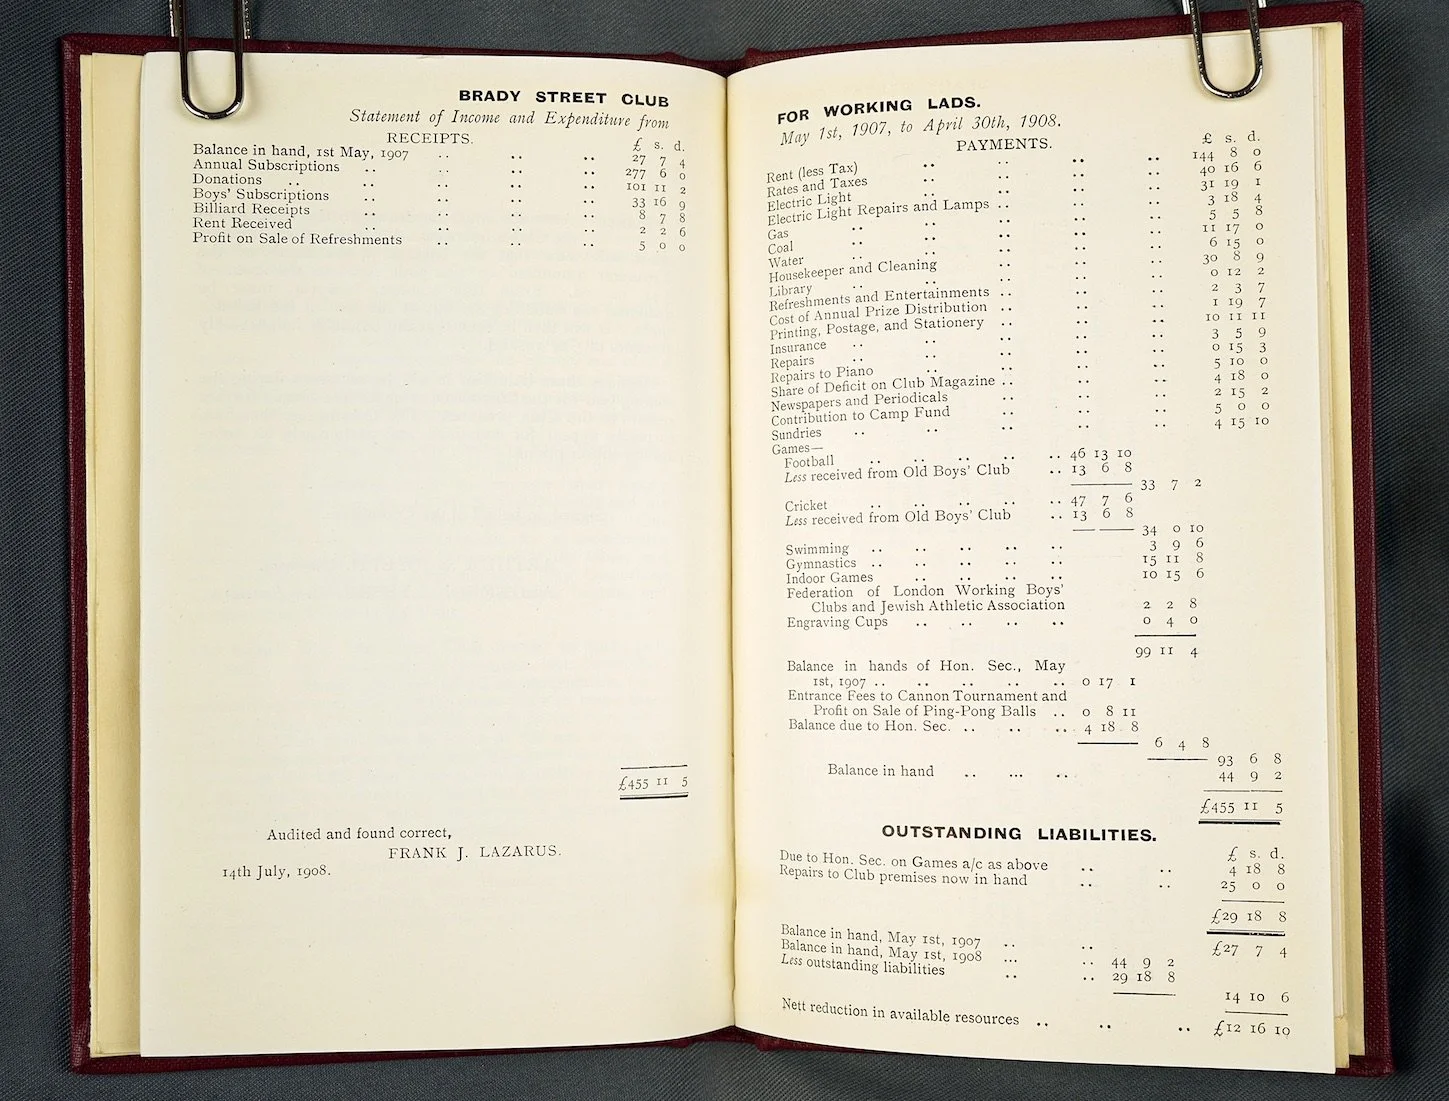 BRADY STREET CLUB
Statement of Income and Expenditure from
RECEIPTS.
£ s. d.
Balance in hand, 1st May, 1907 .. .. .. 27 7 4
Annual Subscriptions .. .. .. .. 277 6 0
Donations .. .. .. .. .. 101 11 2
Boys' Subscriptions .. .. .. .. 33 16 9
Billiard Receipts .. .. .. .. 8 7 8
Rent Received .. .. .. .. 2 2 6
Profit on Sale of Refreshments .. .. .. 5 0 0
£455 11 5
Audited and found correct,
FRANK J. LAZARUS.
14th July, 1908.
FOR WORKING LADS.
May 1st, 1907, to April 30th, 1908.
PAYMENTS.
£ s. d.
Rent (less Tax) .. .. .. .. 144 8 0
Rates and Taxes .. .. .. .. 40 16 6
Electric Light .. .. .. .. 31 19 1
Electric Light Repairs and Lamps .. .. .. 3 18 4
Gas .. .. .. .. .. 5 5 8
Coal .. .. .. .. .. 11 17 0
Water .. .. .. .. .. 6 15 0
Housekeeper and Cleaning .. .. .. 30 8 9
Library .. .. .. .. .. 0 12 2
Refreshments and Entertainments .. .. .. 2 3 7
Cost of Annual Prize Distribution .. .. .. 1 19 7
Printing, Postage, and Stationery .. .. .. 10 11 11
Insurance .. .. .. .. .. 3 5 9
Repairs .. .. .. .. .. 0 15 3
Repairs to Piano .. .. .. .. 5 10 0
Share of Deficit on Club Magazine .. .. .. 4 18 0
Newspapers and Periodicals .. .. .. 2 15 2
Contribution to Camp Fund .. .. .. 5 0 0
Sundries .. .. .. .. .. 4 15 10
Games—
Football .. .. .. .. .. 46 13 10
Less received from Old Boys' Club .. 13 6 8
33 7 2
Cricket .. .. .. .. .. 47 7 6
Less received from Old Boys' Club .. 13 6 8
34 0 10
Swimming .. .. .. .. .. 3 9 6
Gymnastics .. .. .. .. .. 15 11 8
Indoor Games .. .. .. .. 10 15 6
Federation of London Working Boys'
Clubs and Jewish Athletic Association 2 2 8
Engraving Cups .. .. .. .. 0 4 0
99 11 4
Balance in hands of Hon. Sec., May
1st, 1907 .. .. .. .. .. 0 17 1
Entrance Fees to Cannon Tournament and
Profit on Sale of Ping-Pong Balls .. 0 8 11
Balance due to Hon. Sec. .. .. .. 4 18 8
6 4 8
93 6 8
Balance in hand .. ... .. 44 9 2
£455 11 5
OUTSTANDING LIABILITIES.
£ s. d.
Due to Hon. Sec. on Games a/c as above .. .. 4 18 8
Repairs to Club premises now in hand .. .. 25 0 0
£29 18 8
Balance in hand, May 1st, 1907 .. .. £27 7 4
Balance in hand, May 1st, 1908 ... .. 44 9 2
Less outstanding liabilities .. .. 29 18 8
14 10 6
Nett reduction in available resources .. .. .. £12 16 10